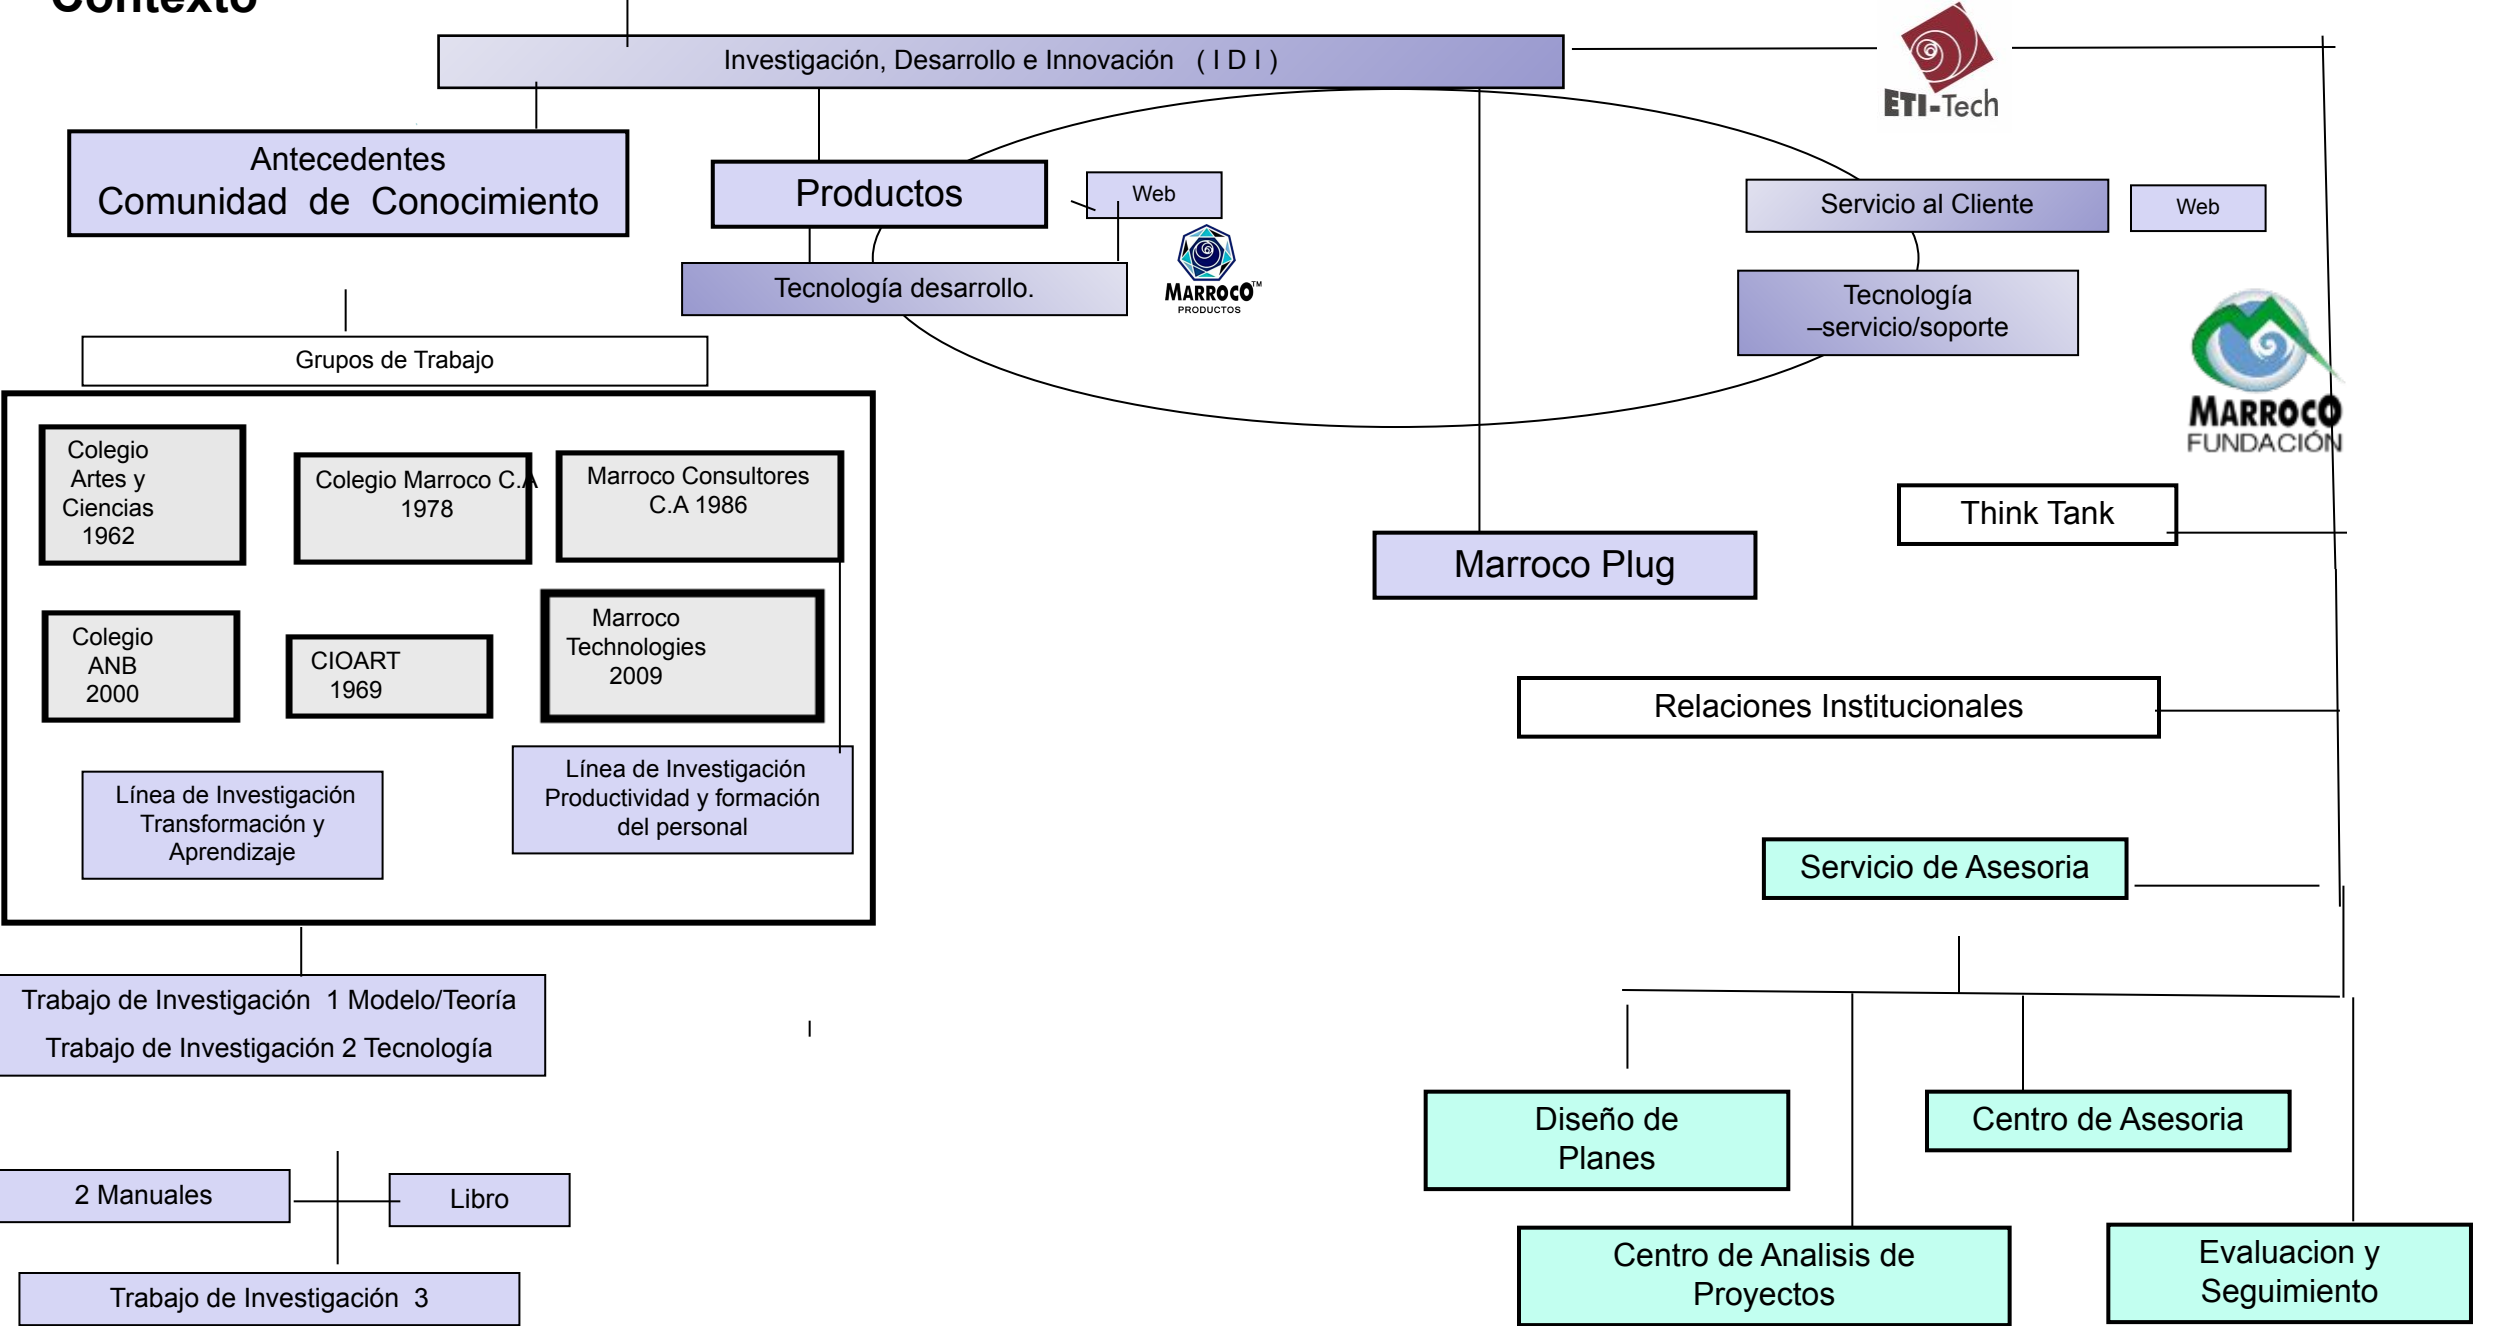 Contexto
Investigación, Desarrollo e Innovación ( I D I )
ETI-Tech
Antecedentes
Comunidad de Conocimiento
Productos
Web
Servicio al Cliente
Web
Tecnología desarrollo.
MARROCO™
PRODUCTOS
Tecnología
–servicio/soporte
MARROCO
FUNDACIÓN
Grupos de Trabajo
Colegio
Artes y
Ciencias
1962
Colegio Marroco C.A
1978
Marroco Consultores
C.A 1986
Think Tank
Marroco Plug
Colegio
ANB
2000
CIOART
1969
Marroco
Technologies
2009
Relaciones Institucionales
Línea de Investigación
Transformación y
Aprendizaje
Línea de Investigación
Productividad y formación
del personal
Servicio de Asesoria
Trabajo de Investigación 1 Modelo/Teoría
Trabajo de Investigación 2 Tecnología
Diseño de
Planes
Centro de Asesoria
2 Manuales
Libro
Centro de Analisis de
Proyectos
Evaluacion y
Seguimiento
Trabajo de Investigación 3